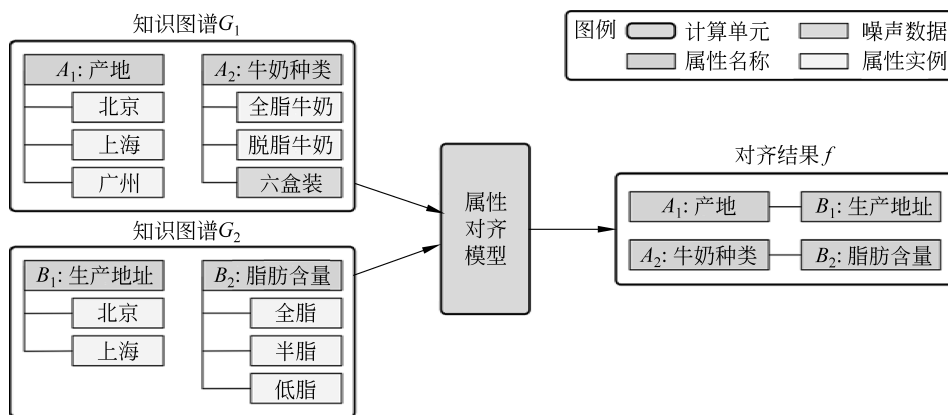 知识图谱G₁
A₁: 产地
A₂: 牛奶种类
北京
全脂牛奶
上海
脱脂牛奶
广州
六盒装
知识图谱G₂
B₁: 生产地址
B₂: 脂肪含量
北京
全脂
上海
半脂
低脂
属性
对齐
模型
图例
计算单元
噪声数据
属性名称
属性实例
对齐结果f
A₁: 产地
B₁: 生产地址
A₂: 牛奶种类
B₂: 脂肪含量